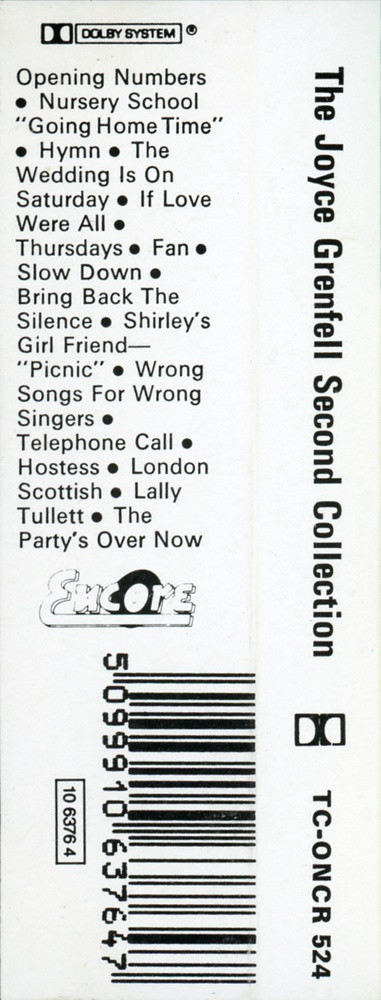 DOLBY SYSTEM ®
Opening Numbers
• Nursery School
"Going Home Time"
• Hymn • The
Wedding Is On
Saturday • If Love
Were All •
Thursdays • Fan •
Slow Down •
Bring Back The
Silence • Shirley's
Girl Friend—
"Picnic" • Wrong
Songs For Wrong
Singers •
Telephone Call •
Hostess • London
Scottish • Lally
Tullett • The
Party's Over Now
Encore
5 099910 637647
10 6376 4
The Joyce Grenfell Second Collection
TC-ONCR 524